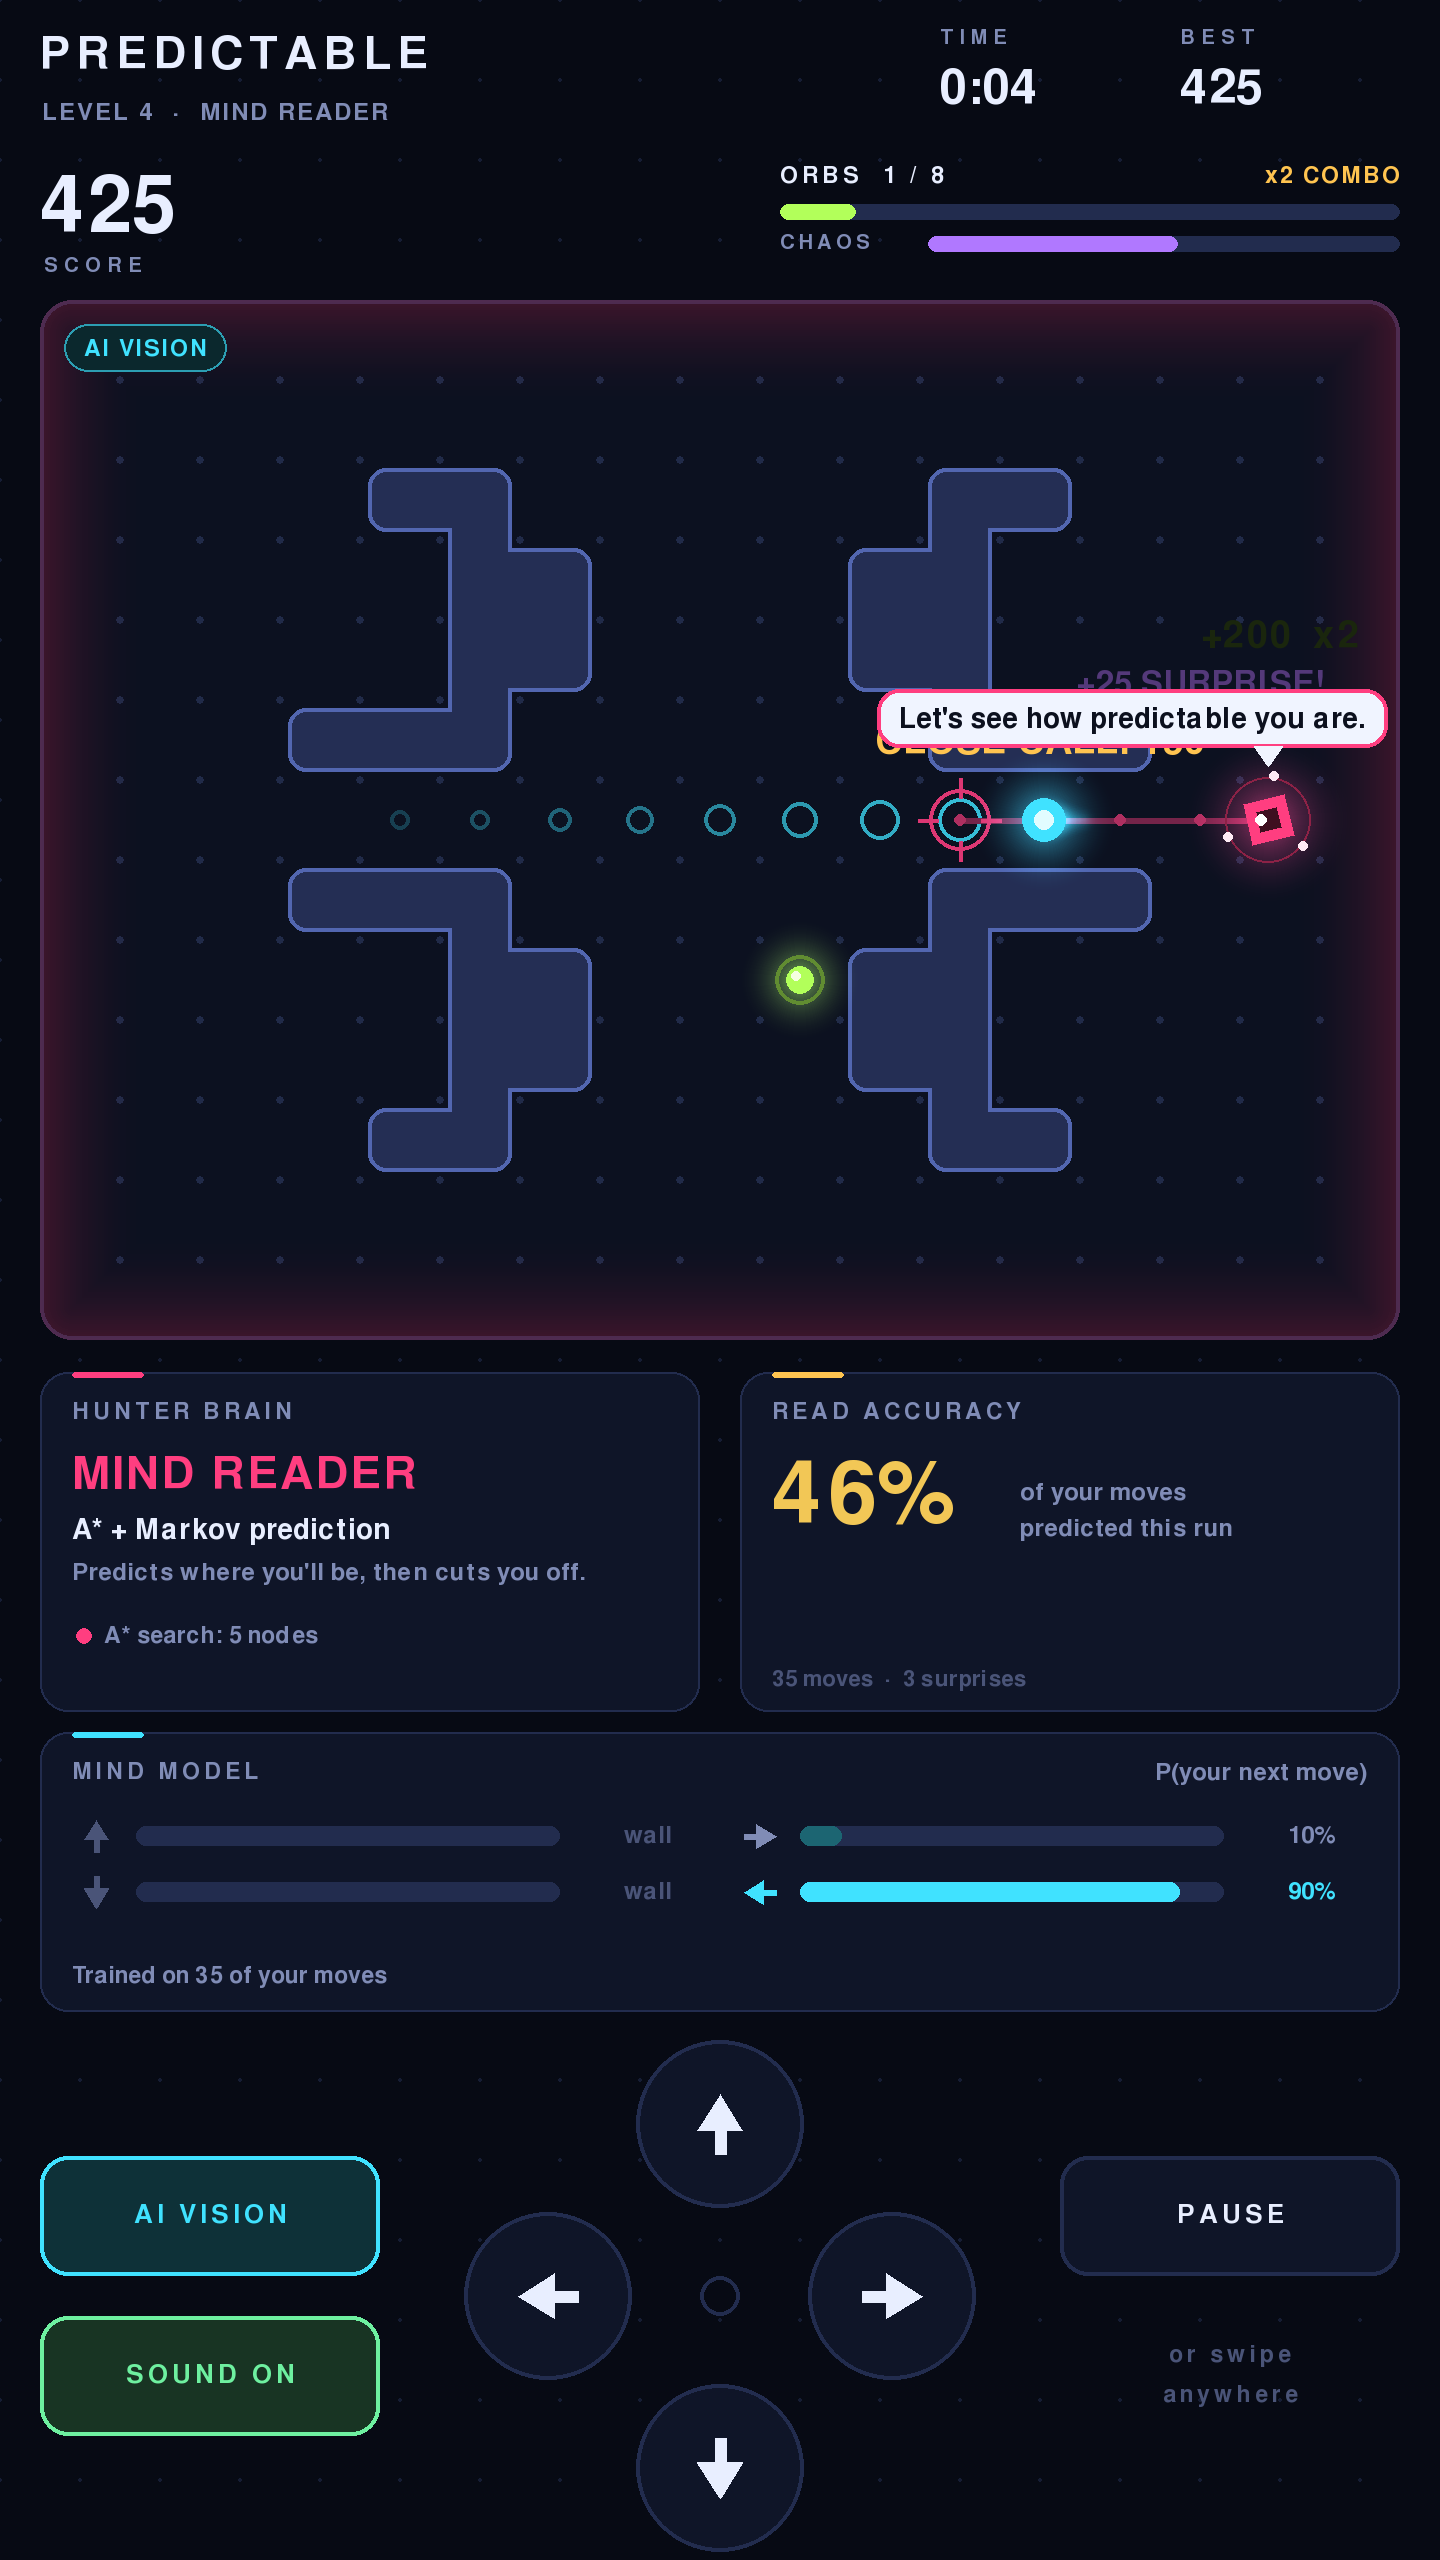 PREDICTABLE
LEVEL 4 · MIND READER
TIME
0:04
BEST
425
425
SCORE
ORBS 1 / 8
x2 COMBO
CHAOS
AI VISION
+200 x2
+25 SURPRISE!
Let's see how predictable you are.
HUNTER BRAIN
MIND READER
A* + Markov prediction
Predicts where you'll be, then cuts you off.
A* search: 5 nodes
READ ACCURACY
46%
of your moves
predicted this run
35 moves · 3 surprises
MIND MODEL
P(your next move)
wall
10%
wall
90%
Trained on 35 of your moves
AI VISION
SOUND ON
PAUSE
or swipe
anywhere